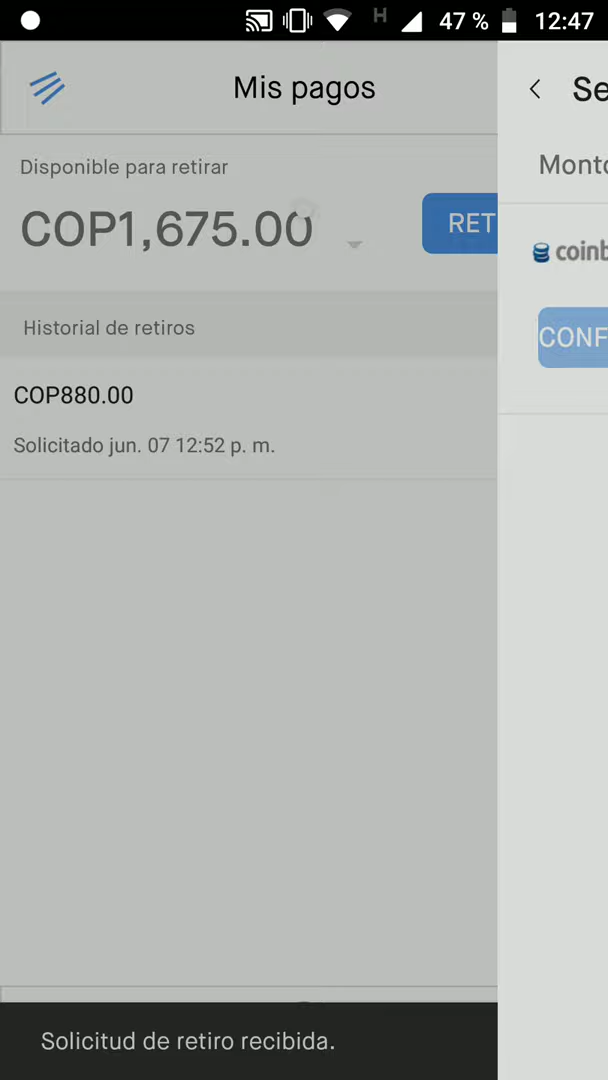 H 47 % 12:47
Mis pagos
Se
Disponible para retirar
Monto
COP1,675.00
RET
coinb
Historial de retiros
CONF
COP880.00
Solicitado jun. 07 12:52 p. m.
Solicitud de retiro recibida.